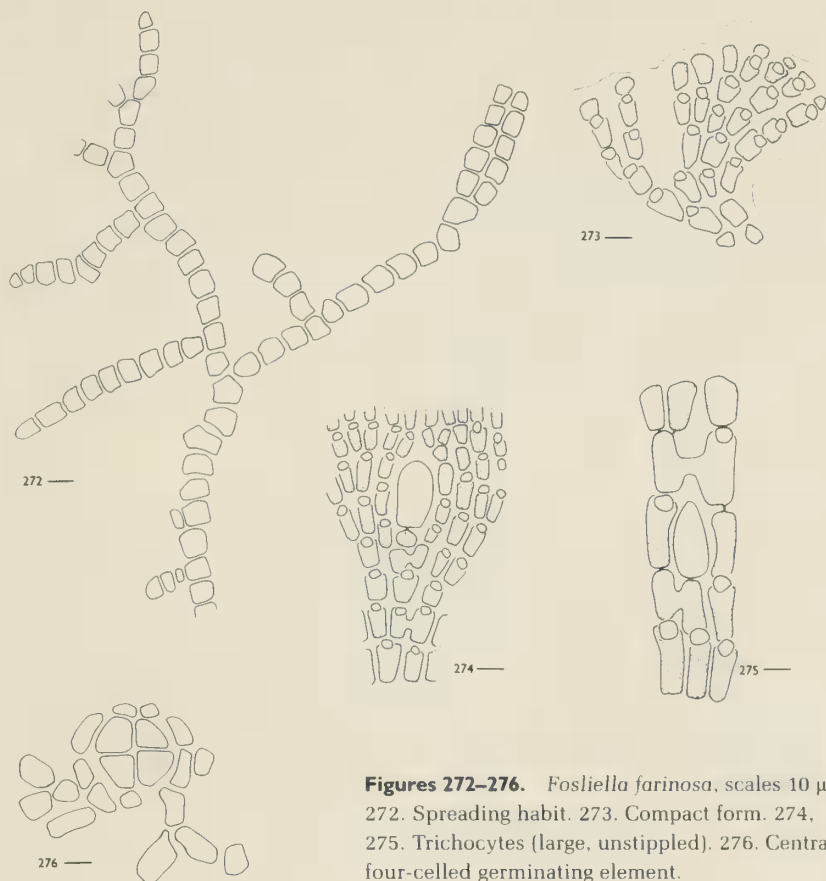 273 —
272 —
274 —
275 —
276 —
Figures 272–276. Fosliella farinosa, scales 10 µ
272. Spreading habit. 273. Compact form. 274,
275. Trichocytes (large, unstippled). 276. Centra
four-celled germinating element.